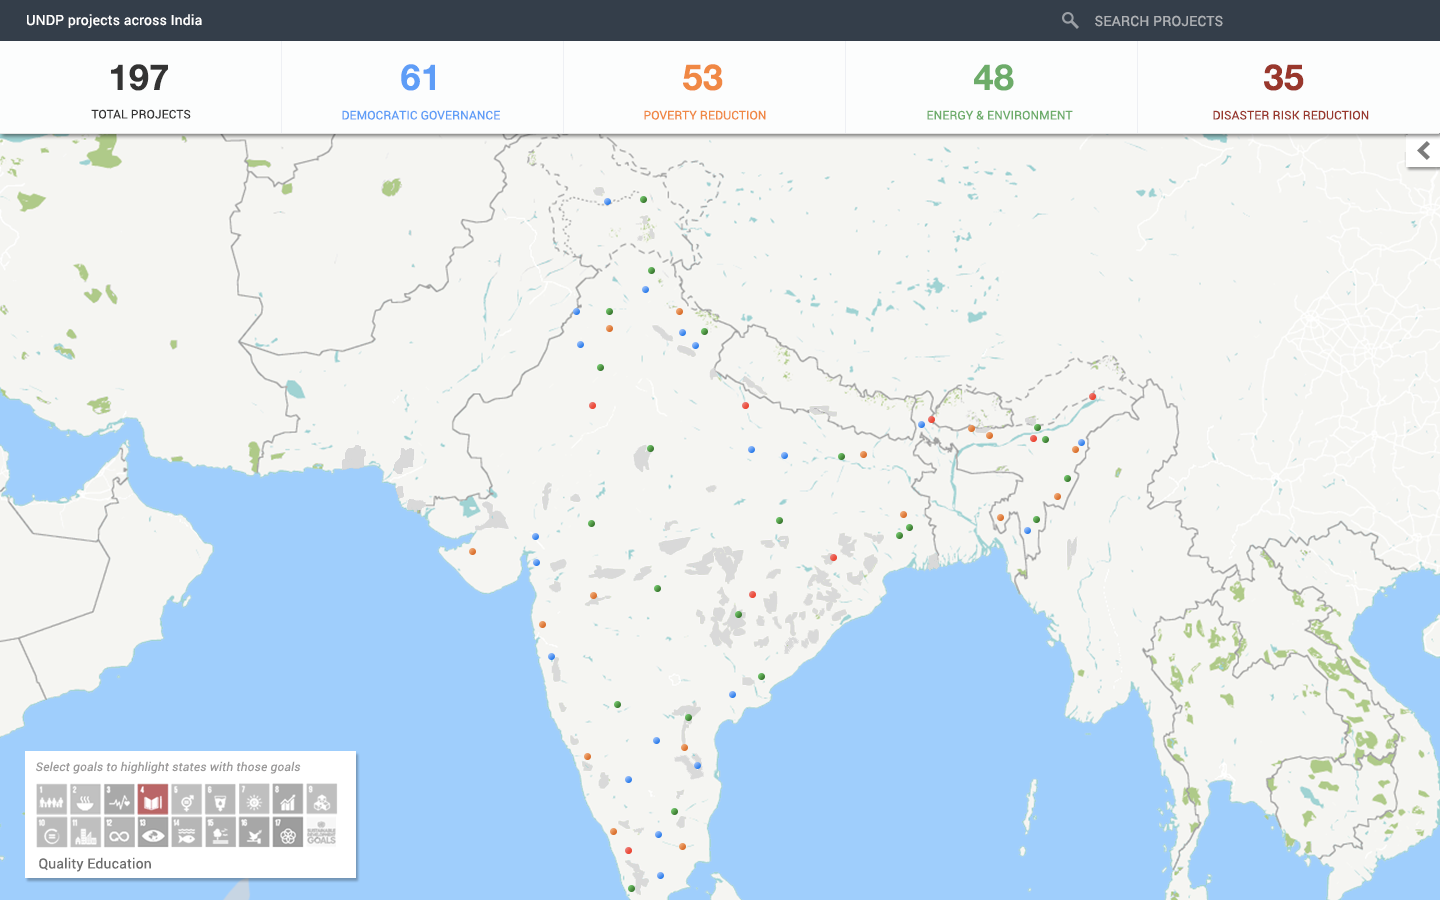 UNDP projects across India
SEARCH PROJECTS
197
TOTAL PROJECTS
61
DEMOCRATIC GOVERNANCE
53
POVERTY REDUCTION
48
ENERGY & ENVIRONMENT
35
DISASTER RISK REDUCTION
Select goals to highlight states with those goals
1 2 3 4 5 6 7 8 9
10 11 12 13 14 15 16 17
SUSTAINABLE
DEVELOPMENT
GOALS
Quality Education